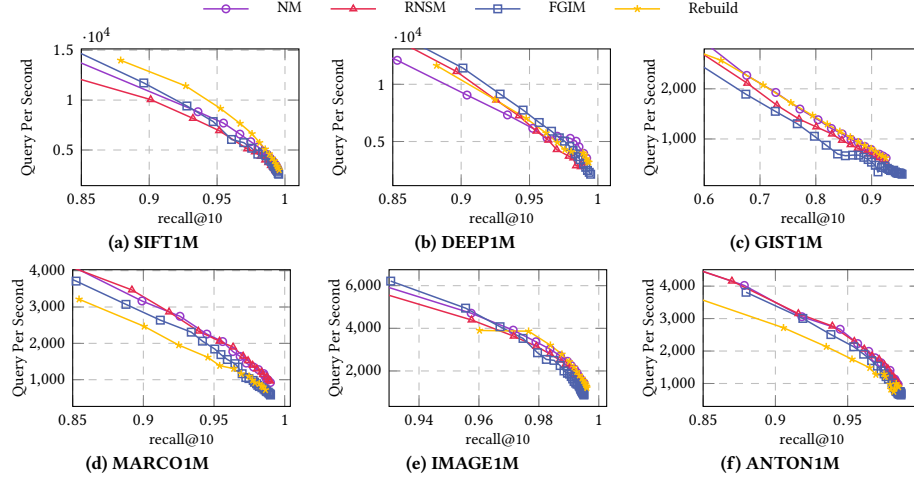 NM RNSM FGIM Rebuild
·10⁴
1.5
1
0.5
Query Per Second
0.85 0.9 0.95 1
recall@10
(a) SIFT1M
·10⁴
1
0.5
Query Per Second
0.85 0.9 0.95 1
recall@10
(b) DEEP1M
2,000
1,000
Query Per Second
0.6 0.7 0.8 0.9
recall@10
(c) GIST1M
4,000
3,000
2,000
1,000
Query Per Second
0.85 0.9 0.95 1
recall@10
(d) MARCO1M
6,000
4,000
2,000
Query Per Second
0.94 0.96 0.98 1
recall@10
(e) IMAGE1M
4,000
3,000
2,000
1,000
Query Per Second
0.85 0.9 0.95
recall@10
(f) ANTON1M